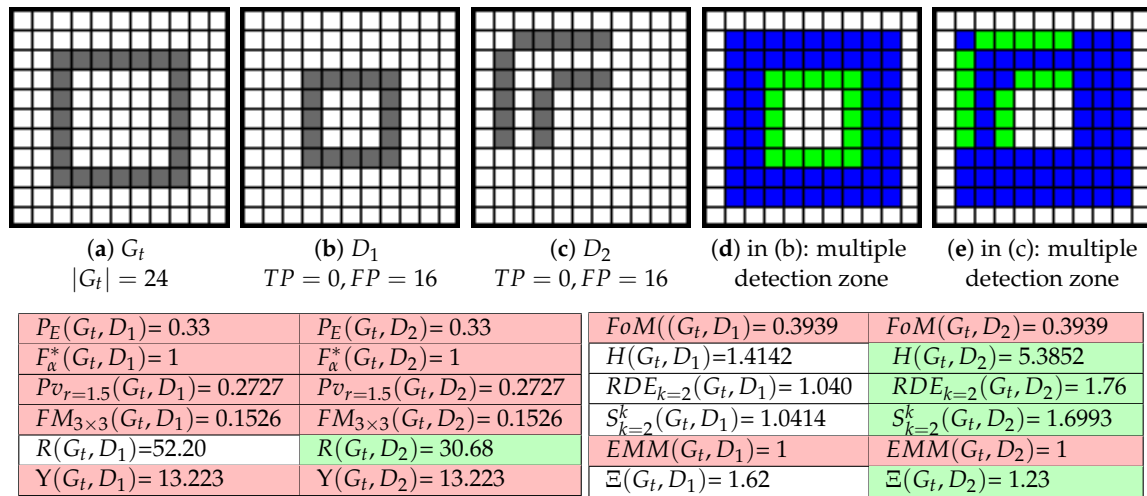 (a) Gt
|Gt| = 24
(b) D1
TP = 0, FP = 16
(c) D2
TP = 0, FP = 16
(d) in (b): multiple
detection zone
(e) in (c): multiple
detection zone
P_E(G_t, D_1)= 0.33 P_E(G_t, D_2)= 0.33
F*_α(G_t, D_1)= 1 F*_α(G_t, D_2)= 1
Pv_{r=1.5}(G_t, D_1)= 0.2727 Pv_{r=1.5}(G_t, D_2)= 0.2727
FM_{3×3}(G_t, D_1)= 0.1526 FM_{3×3}(G_t, D_2)= 0.1526
R(G_t, D_1)=52.20 R(G_t, D_2)= 30.68
Υ(G_t, D_1)= 13.223 Υ(G_t, D_2)= 13.223
FoM((G_t, D_1)= 0.3939 FoM(G_t, D_2)= 0.3939
H(G_t, D_1)=1.4142 H(G_t, D_2)= 5.3852
RDE_{k=2}(G_t, D_1)= 1.040 RDE_{k=2}(G_t, D_2)= 1.76
S^k_{k=2}(G_t, D_1)= 1.0414 S^k_{k=2}(G_t, D_2)= 1.6993
EMM(G_t, D_1)= 1 EMM(G_t, D_2)= 1
Ξ(G_t, D_1)= 1.62 Ξ(G_t, D_2)= 1.23